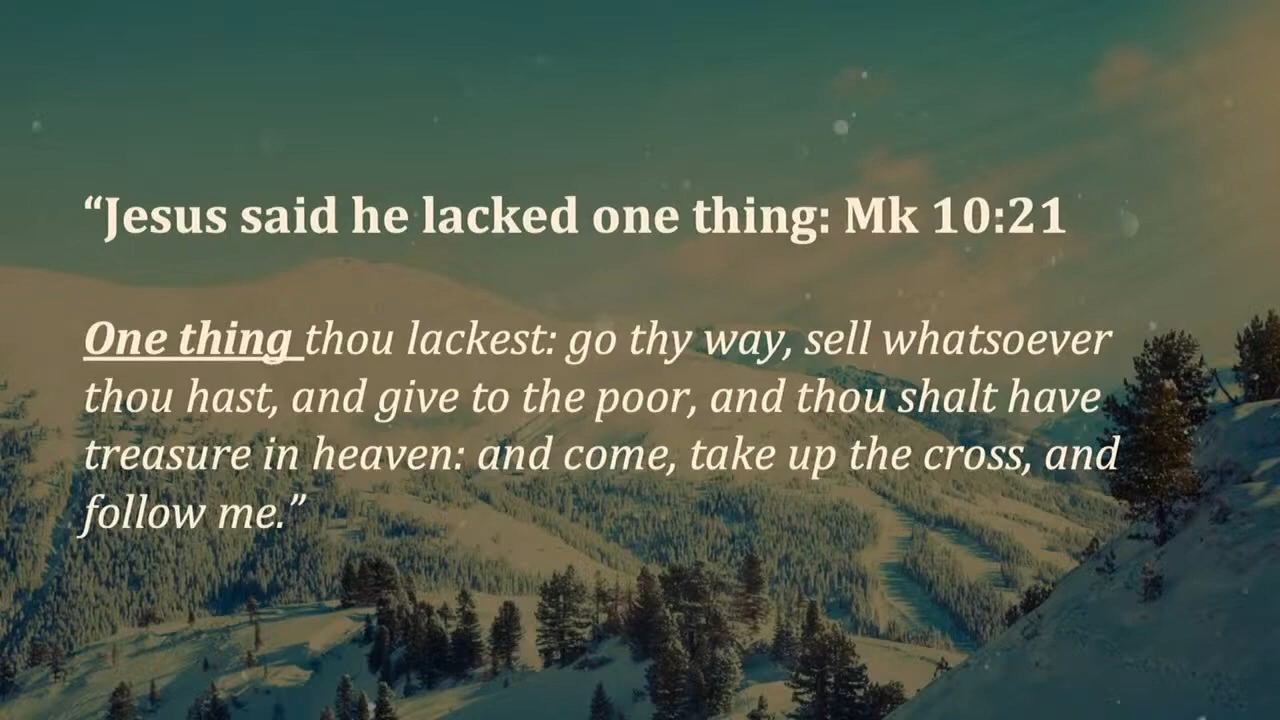 “Jesus said he lacked one thing: Mk 10:21
One thing thou lackest: go thy way, sell whatsoever
thou hast, and give to the poor, and thou shalt have
treasure in heaven: and come, take up the cross, and
follow me.”